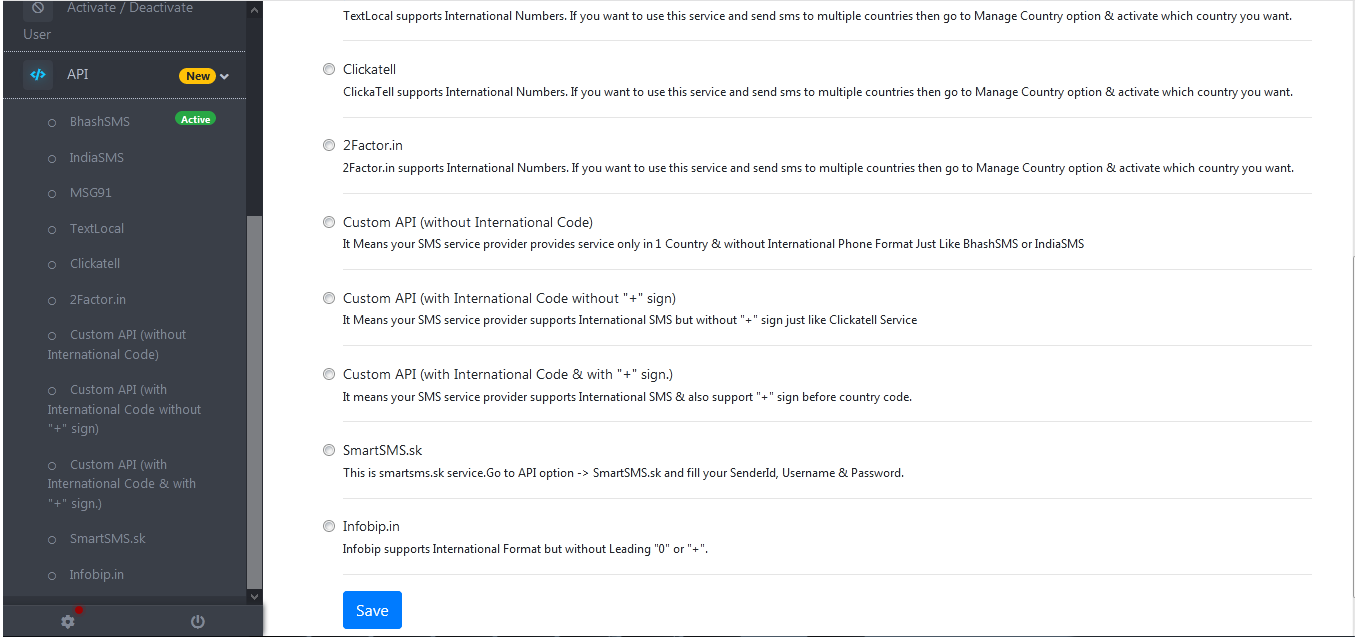 Activate / Deactivate
User
API
New
BhashSMS
Active
IndiaSMS
MSG91
TextLocal
Clickatell
2Factor.in
Custom API (without
International Code)
Custom API (with
International Code without
"+" sign)
Custom API (with
International Code & with
"+" sign.)
SmartSMS.sk
Infobip.in
TextLocal supports International Numbers. If you want to use this service and send sms to multiple countries then go to Manage Country option & activate which country you want.
Clickatell
ClickaTell supports International Numbers. If you want to use this service and send sms to multiple countries then go to Manage Country option & activate which country you want.
2Factor.in
2Factor.in supports International Numbers. If you want to use this service and send sms to multiple countries then go to Manage Country option & activate which country you want.
Custom API (without International Code)
It Means your SMS service provider provides service only in 1 Country & without International Phone Format Just Like BhashSMS or IndiaSMS
Custom API (with International Code without "+" sign)
It Means your SMS service provider supports International SMS but without "+" sign just like Clickatell Service
Custom API (with International Code & with "+" sign.)
It means your SMS service provider supports International SMS & also support "+" sign before country code.
SmartSMS.sk
This is smartsms.sk service.Go to API option -> SmartSMS.sk and fill your SenderId, Username & Password.
Infobip.in
Infobip supports International Format but without Leading "0" or "+".
Save